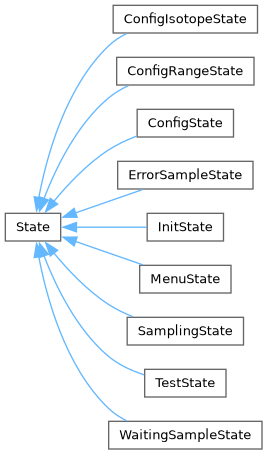 ConfigIsotopeState
ConfigRangeState
ConfigState
ErrorSampleState
State
InitState
MenuState
SamplingState
TestState
WaitingSampleState